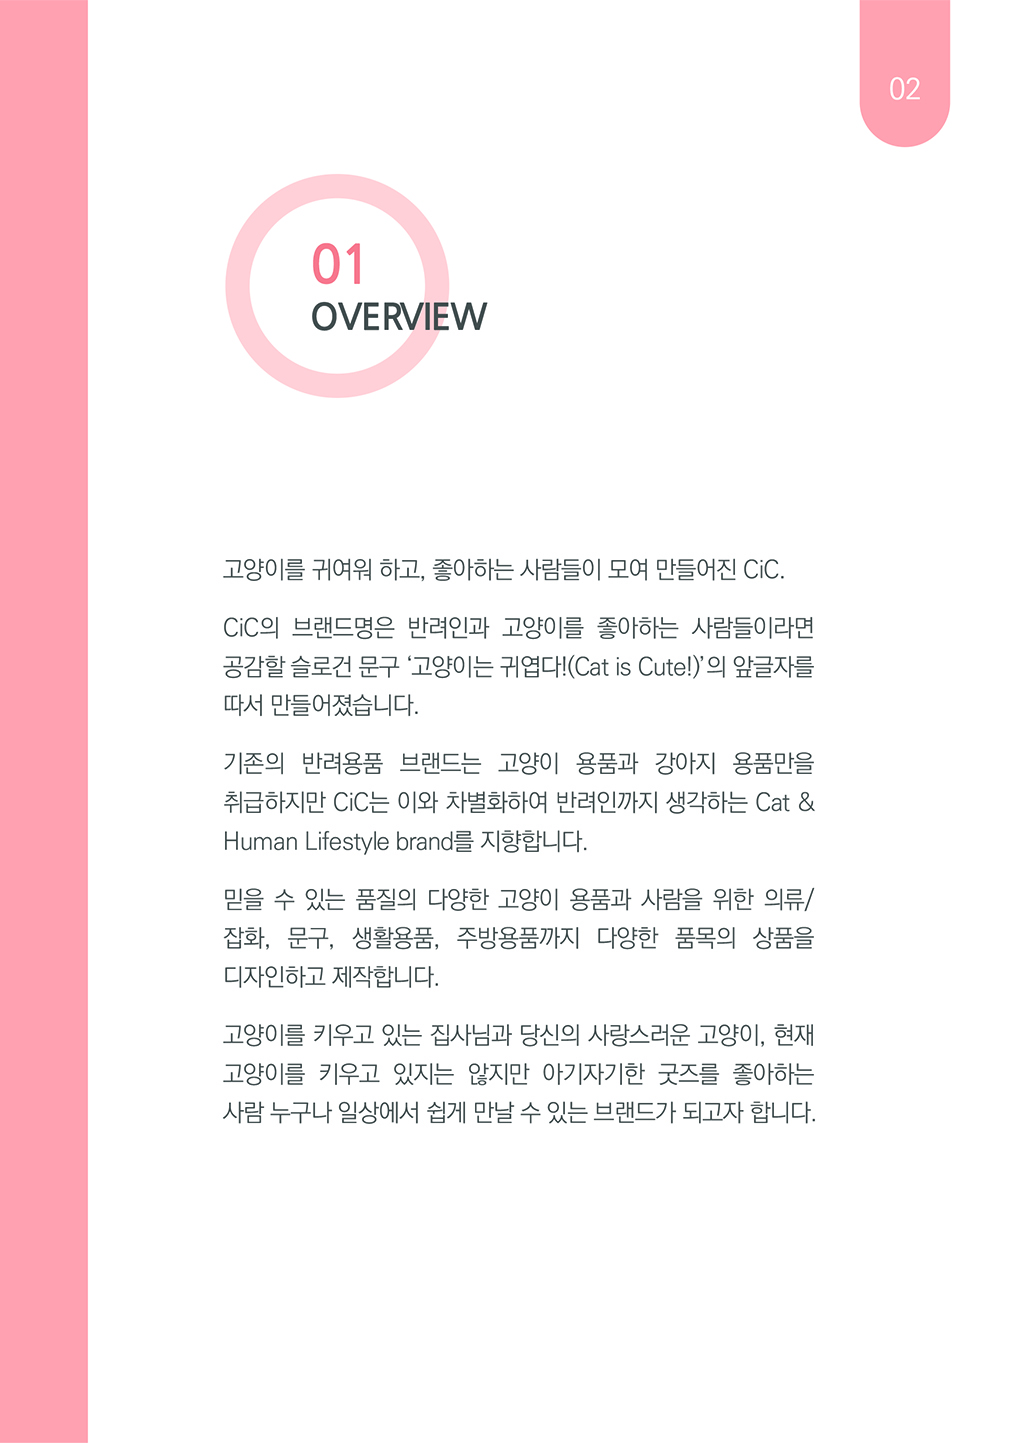 02
01
OVERVIEW
고양이를 귀여워 하고, 좋아하는 사람들이 모여 만들어진 CiC.
CiC의 브랜드명은 반려인과 고양이를 좋아하는 사람들이라면
공감할 슬로건 문구 ‘고양이는 귀엽다!(Cat is Cute!)’의 앞글자를
따서 만들어졌습니다.
기존의 반려용품 브랜드는 고양이 용품과 강아지 용품만을
취급하지만 CiC는 이와 차별화하여 반려인까지 생각하는 Cat &
Human Lifestyle brand를 지향합니다.
믿을 수 있는 품질의 다양한 고양이 용품과 사람을 위한 의류/
잡화, 문구, 생활용품, 주방용품까지 다양한 품목의 상품을
디자인하고 제작합니다.
고양이를 키우고 있는 집사님과 당신의 사랑스러운 고양이, 현재
고양이를 키우고 있지는 않지만 아기자기한 굿즈를 좋아하는
사람 누구나 일상에서 쉽게 만날 수 있는 브랜드가 되고자 합니다.